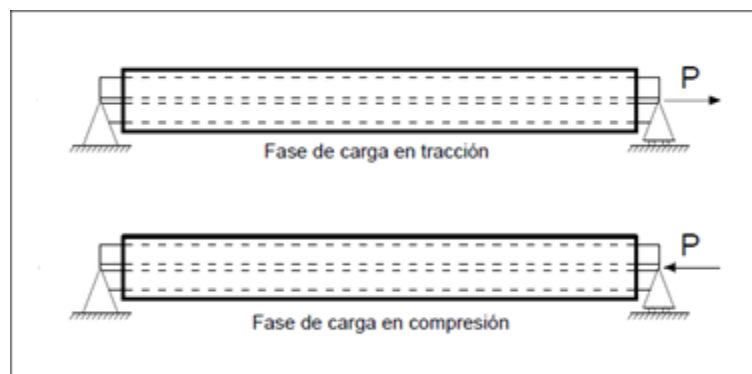 P
Fase de carga en tracción
P
Fase de carga en compresión